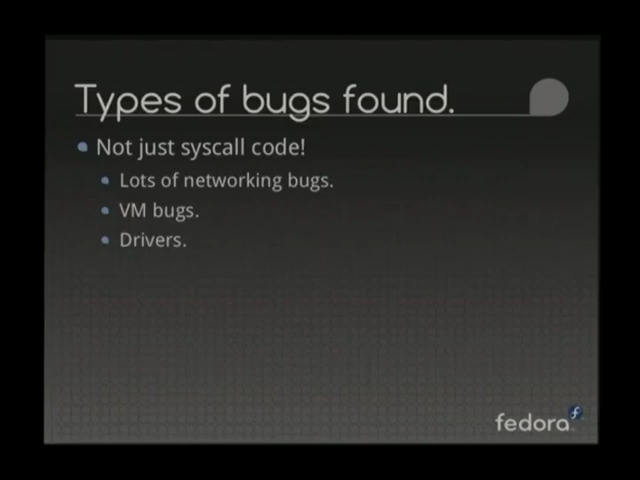 Types of bugs found.
Not just syscall code!
Lots of networking bugs.
VM bugs.
Drivers.
fedora